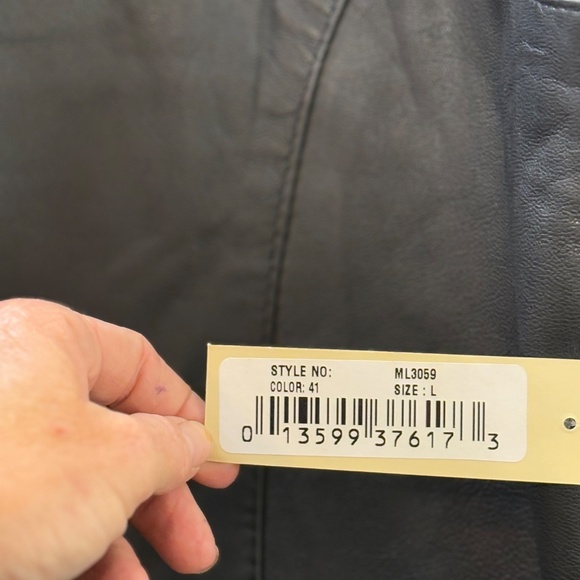 STYLE NO: ML3059
COLOR: 41 SIZE : L
0 13599 37617 3